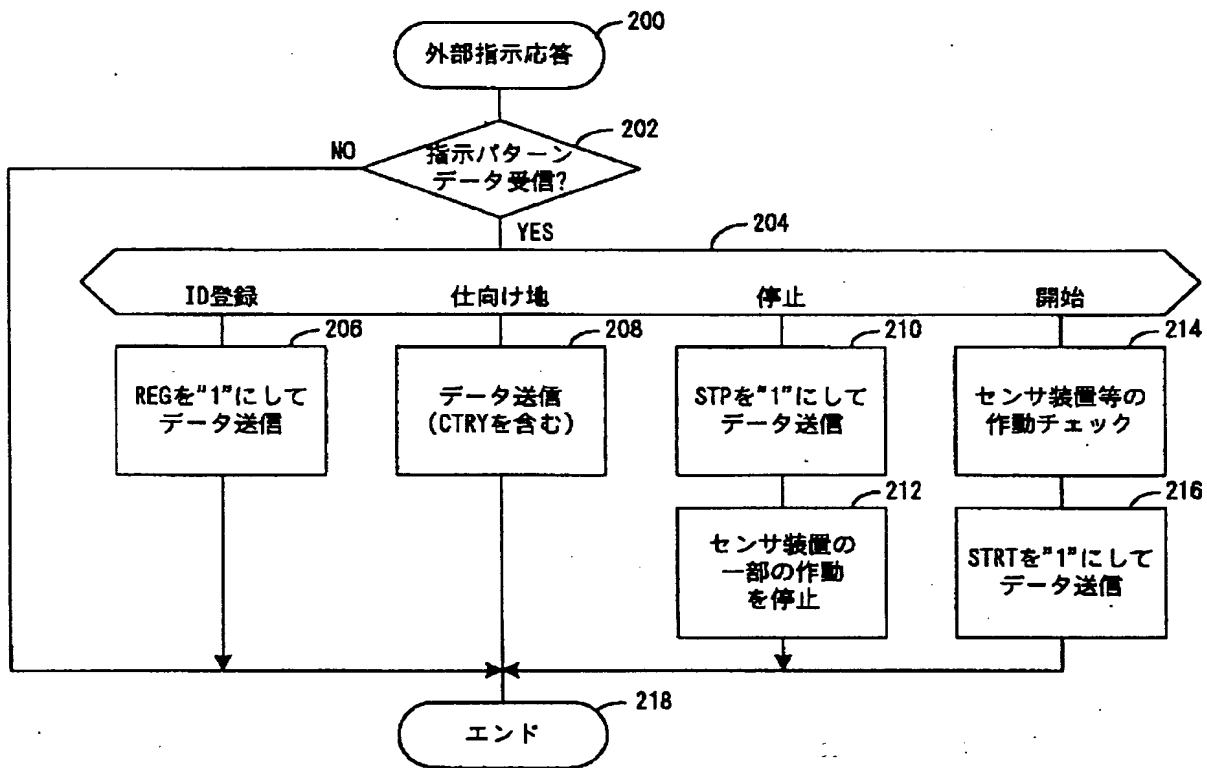 200
外部指示応答
202
NO
指示パターン
データ受信?
YES
204
ID登録
仕向け地
停止
開始
206
208
210
214
REGを"1"にして
データ送信
データ送信
(CTRYを含む)
STPを"1"にして
データ送信
センサ装置等の
作動チェック
212
216
センサ装置の
一部の作動
を停止
STRTを"1"にして
データ送信
218
エンド